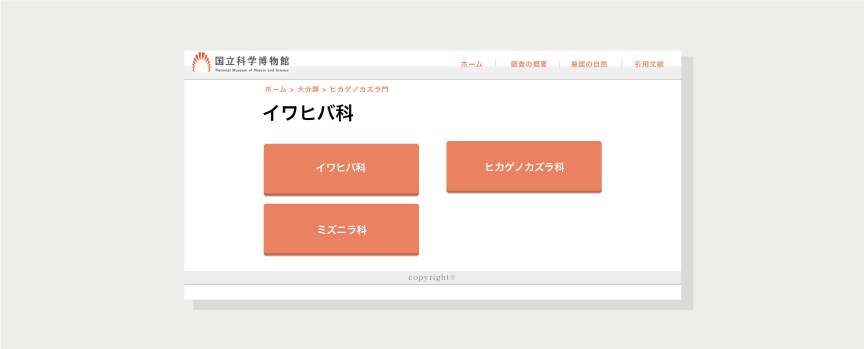 国立科学博物館
National Museum of Nature and Science
ホーム 調査の概要 皇居の自然 引用文献
ホーム > 大分類 > ヒカゲノカズラ門
イワヒバ科
イワヒバ科
ヒカゲノカズラ科
ミズニラ科
copyright®